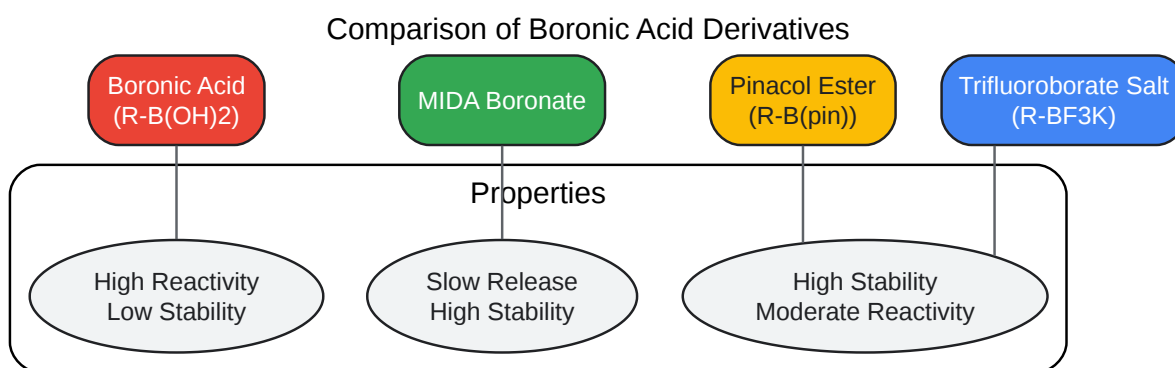 Comparison of Boronic Acid Derivatives
Boronic Acid
(R-B(OH)2)
MIDA Boronate
Pinacol Ester
(R-B(pin))
Trifluoroborate Salt
(R-BF3K)
Properties
High Reactivity
Low Stability
Slow Release
High Stability
High Stability
Moderate Reactivity